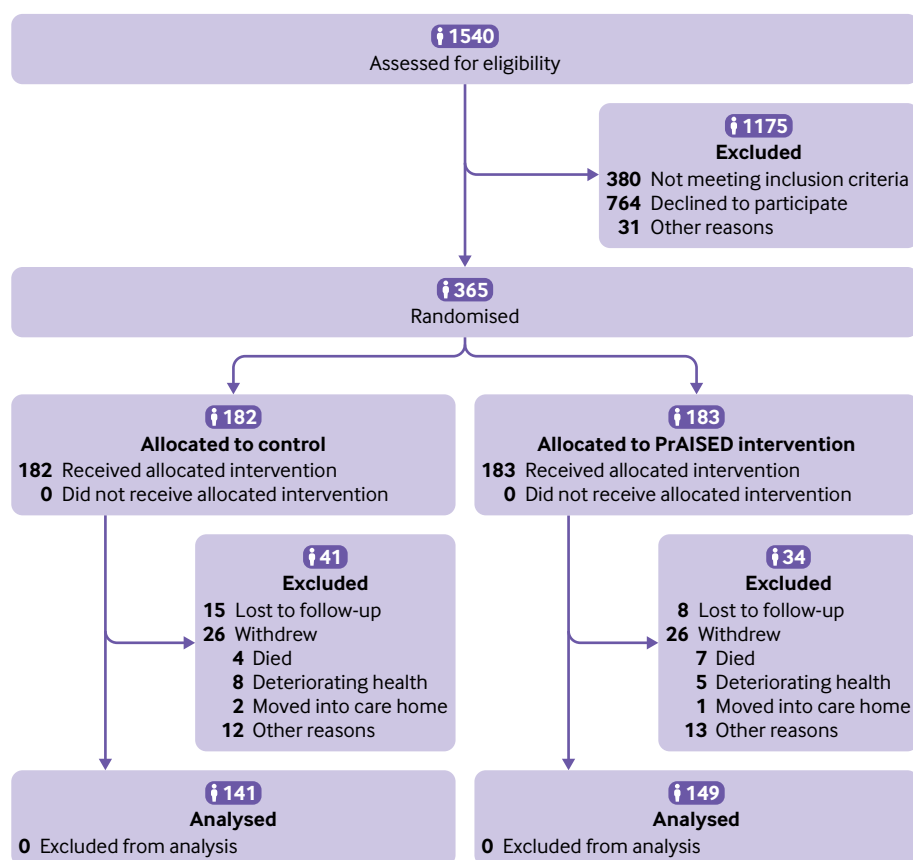 1540
Assessed for eligibility
1175
Excluded
380 Not meeting inclusion criteria
764 Declined to participate
31 Other reasons
365
Randomised
182
Allocated to control
182 Received allocated intervention
0 Did not receive allocated intervention
183
Allocated to PrAISED intervention
183 Received allocated intervention
0 Did not receive allocated intervention
41
Excluded
15 Lost to follow-up
26 Withdrew
4 Died
8 Deteriorating health
2 Moved into care home
12 Other reasons
34
Excluded
8 Lost to follow-up
26 Withdrew
7 Died
5 Deteriorating health
1 Moved into care home
13 Other reasons
141
Analysed
0 Excluded from analysis
149
Analysed
0 Excluded from analysis